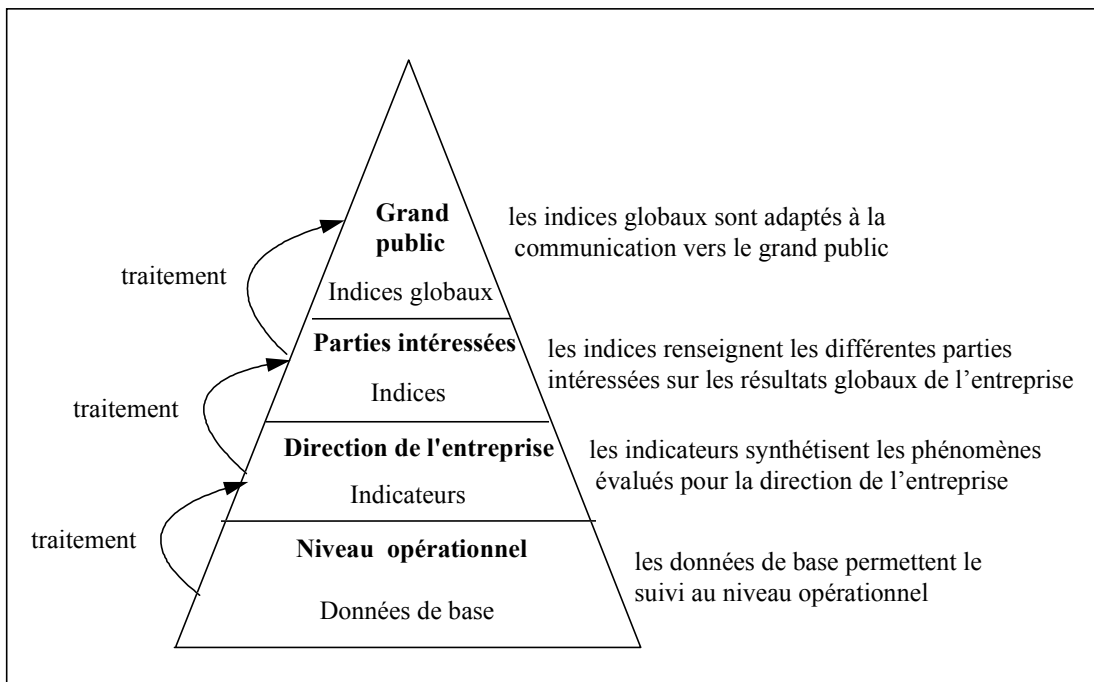 Grand
public
les indices globaux sont adaptés à la
communication vers le grand public
traitement
Indices globaux
Parties intéressées
les indices renseignent les différentes parties
intéressées sur les résultats globaux de l’entreprise
Indices
traitement
Direction de l'entreprise
les indicateurs synthétisent les phénomènes
évalués pour la direction de l’entreprise
Indicateurs
traitement
Niveau opérationnel
les données de base permettent le
suivi au niveau opérationnel
Données de base